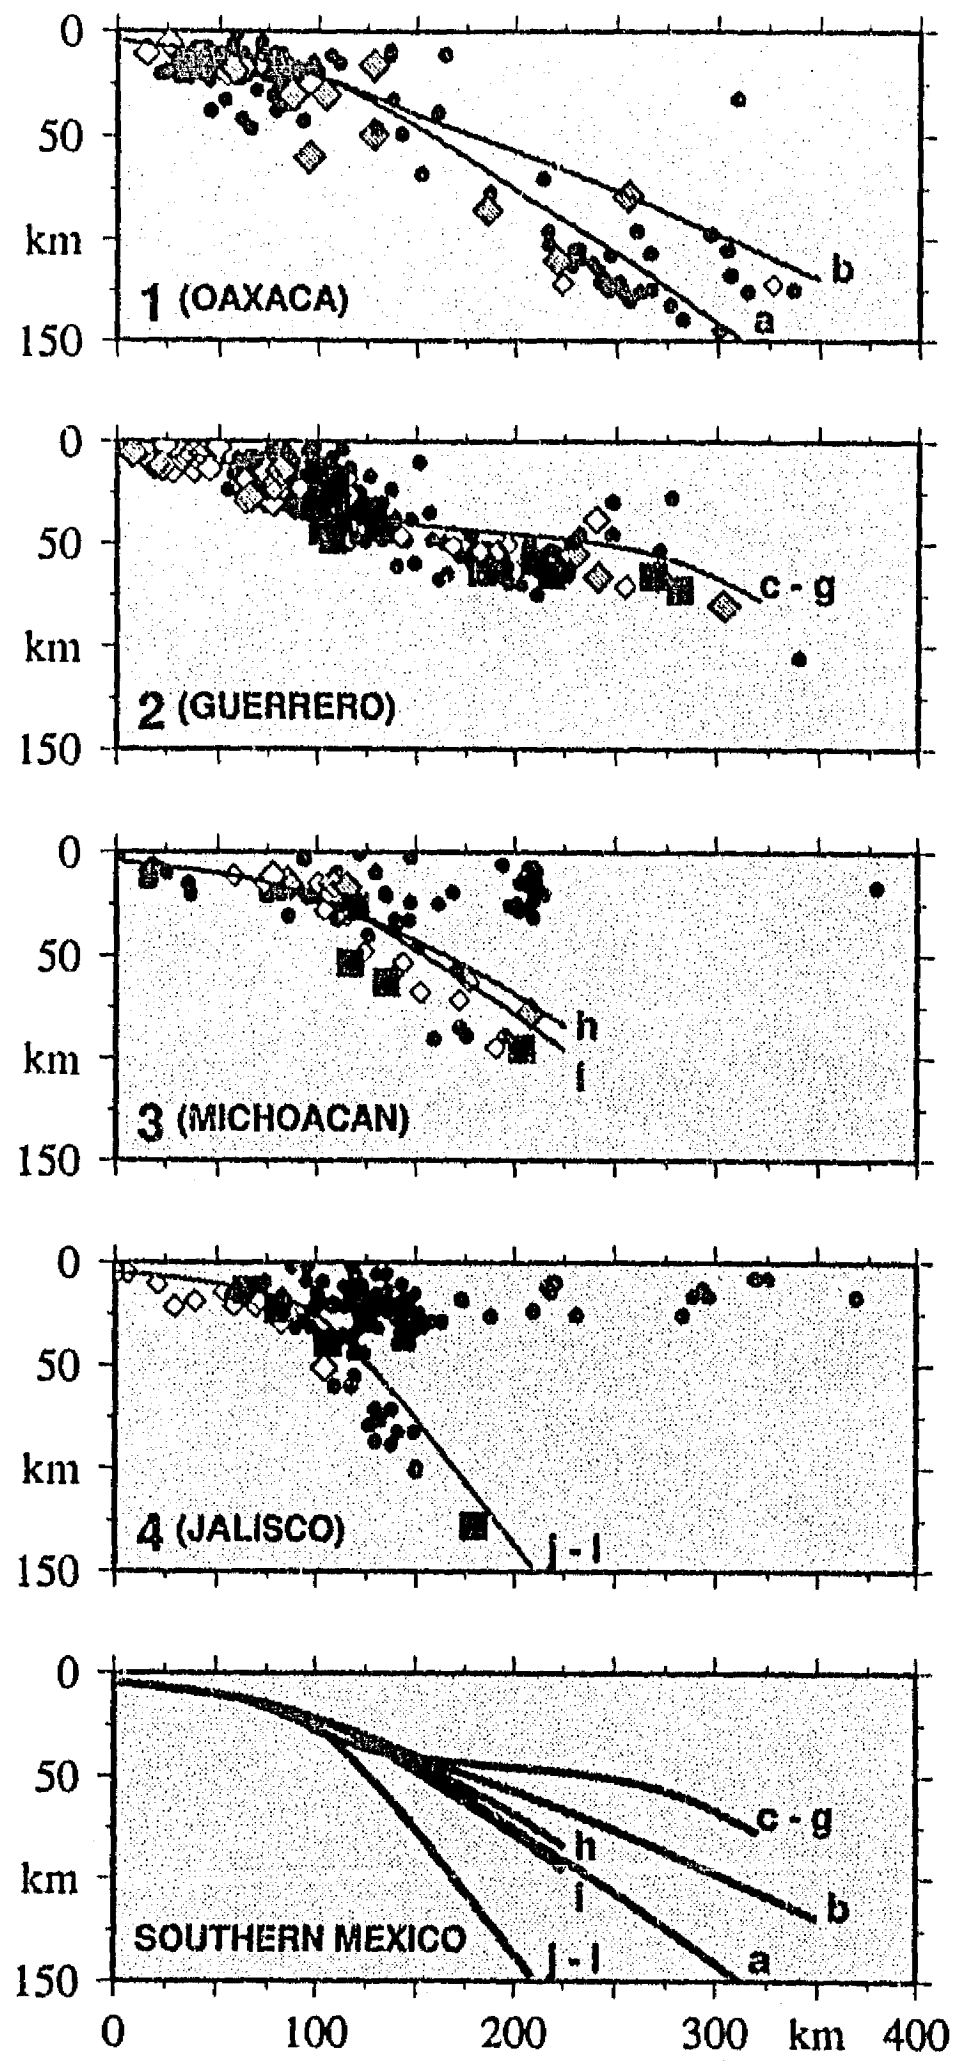 0
50
km
1 (OAXACA)
150
b
a
0
50
km
2 (GUERRERO)
150
c - g
0
50
km
3 (MICHOACAN)
150
h
i
0
50
km
4 (JALISCO)
150
j - l
0
50
km
SOUTHERN MEXICO
150
c - g
h
i
b
j - l
a
0 100 200 300 km 400